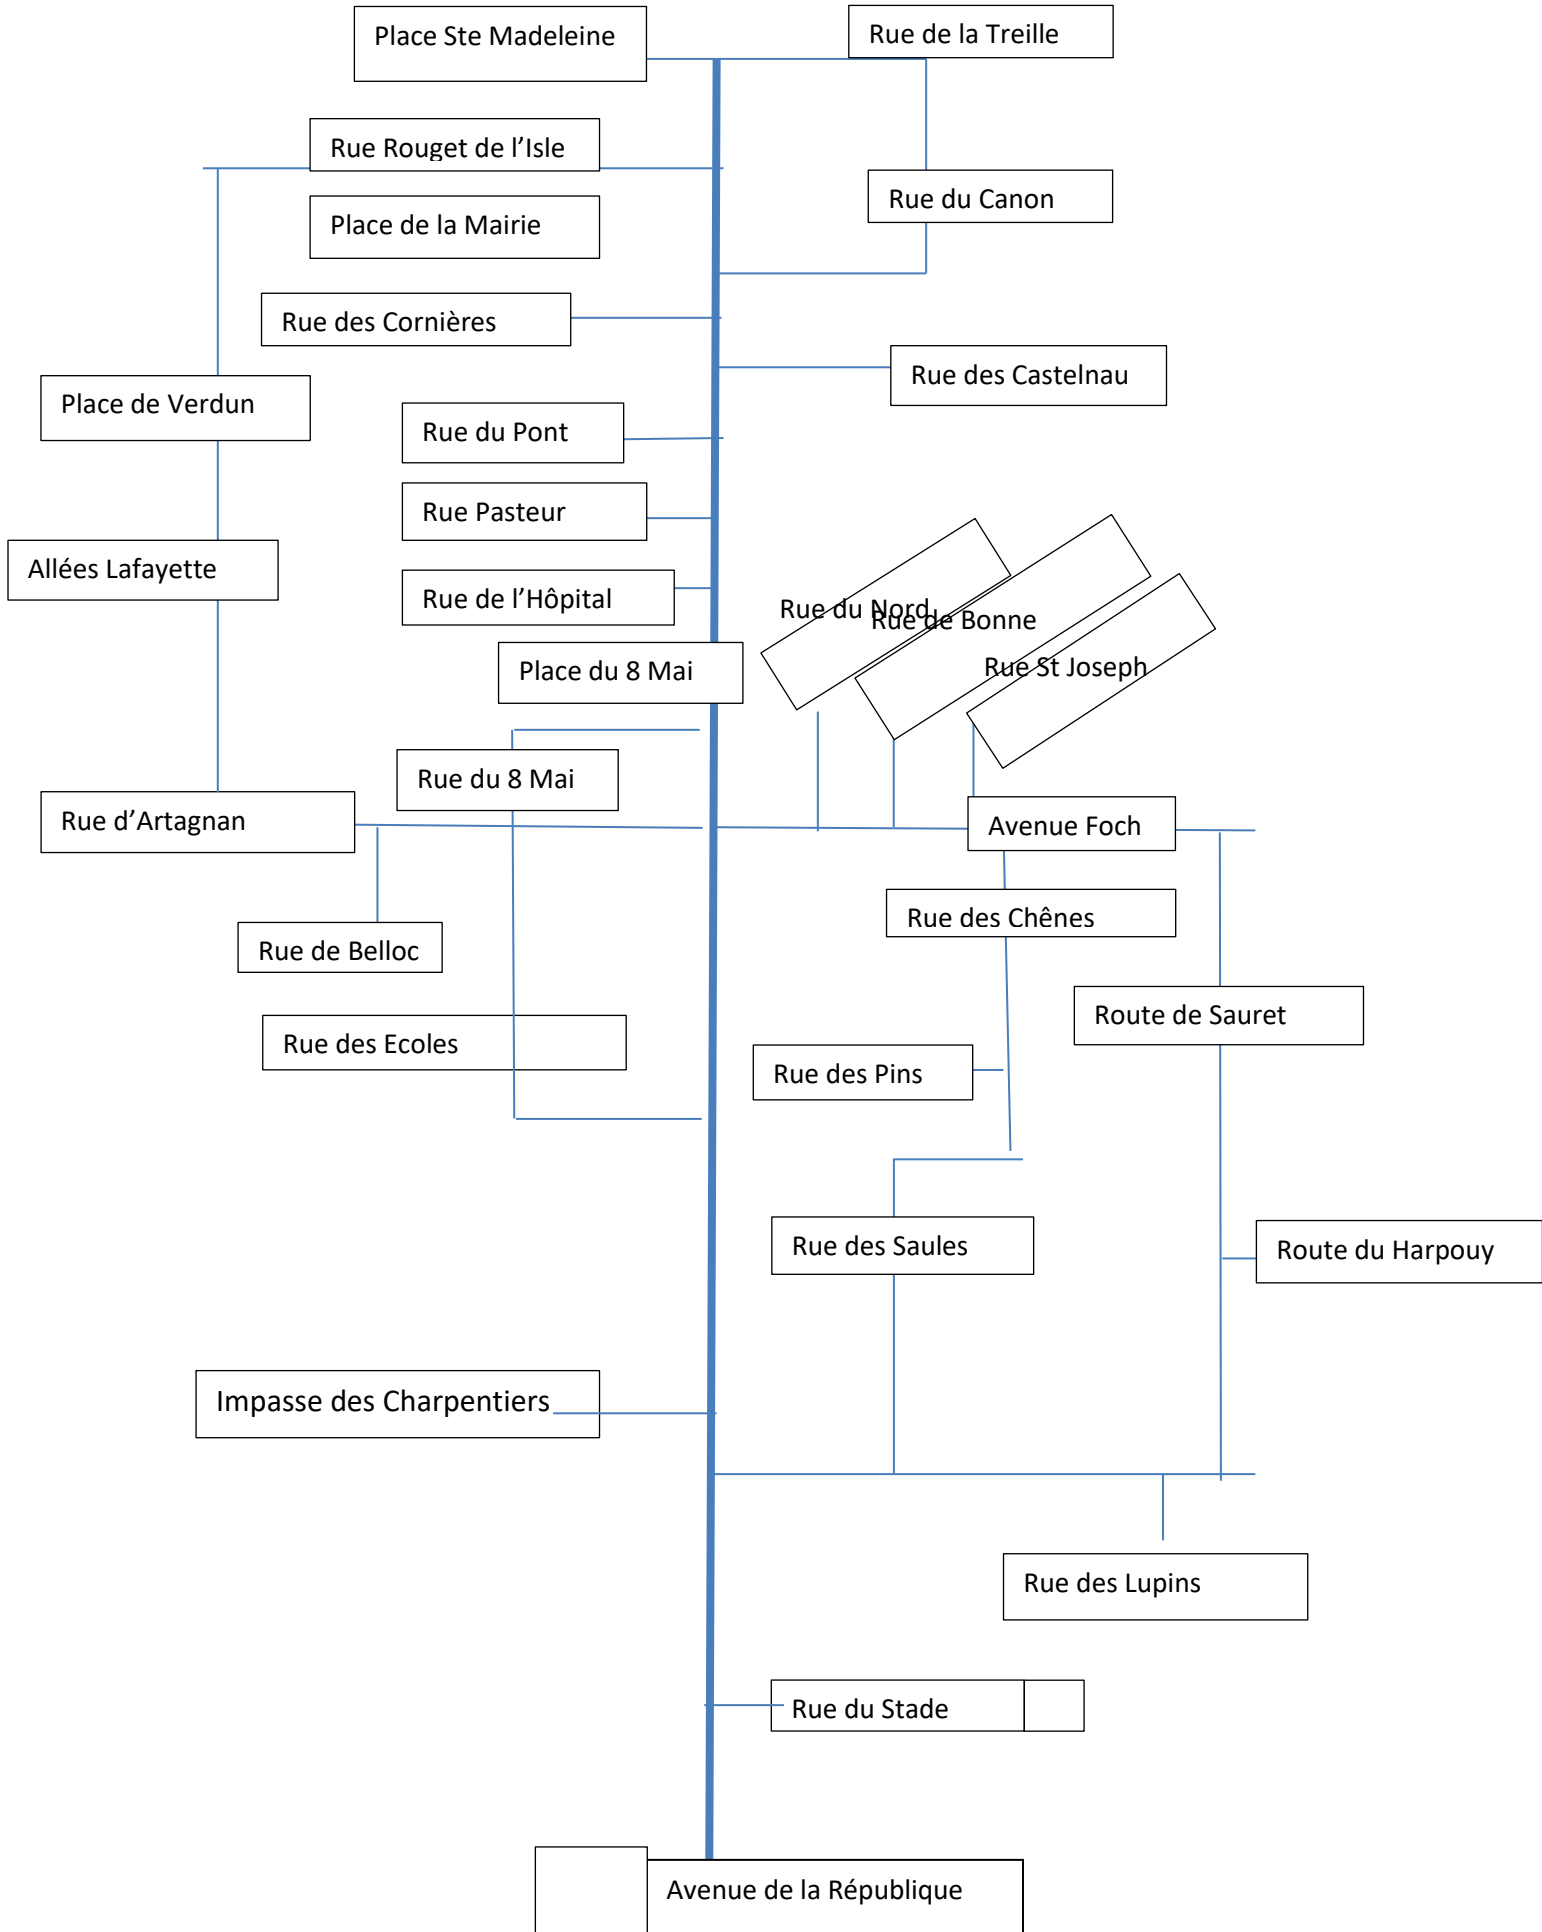 Place Ste Madeleine
Rue de la Treille
Rue Rouget de l’Isle
Rue du Canon
Place de la Mairie
Rue des Cornières
Rue des Castelnau
Place de Verdun
Rue du Pont
Rue Pasteur
Allées Lafayette
Rue de l’Hôpital
Rue du Nord
Rue de Bonne
Rue St Joseph
Place du 8 Mai
Rue du 8 Mai
Rue d’Artagnan
Avenue Foch
Rue des Chênes
Rue de Belloc
Route de Sauret
Rue des Ecoles
Rue des Pins
Rue des Saules
Route du Harpouy
Impasse des Charpentiers
Rue des Lupins
Rue du Stade
Avenue de la République